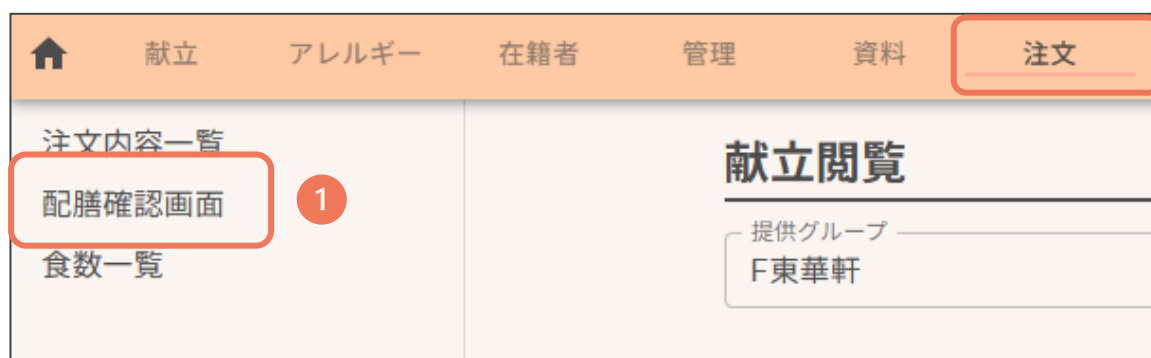 献立 アレルギー 在籍者 管理 資料 注文
注文内容一覧
配膳確認画面
1
食数一覧
献立閲覧
提供グループ
F東華軒